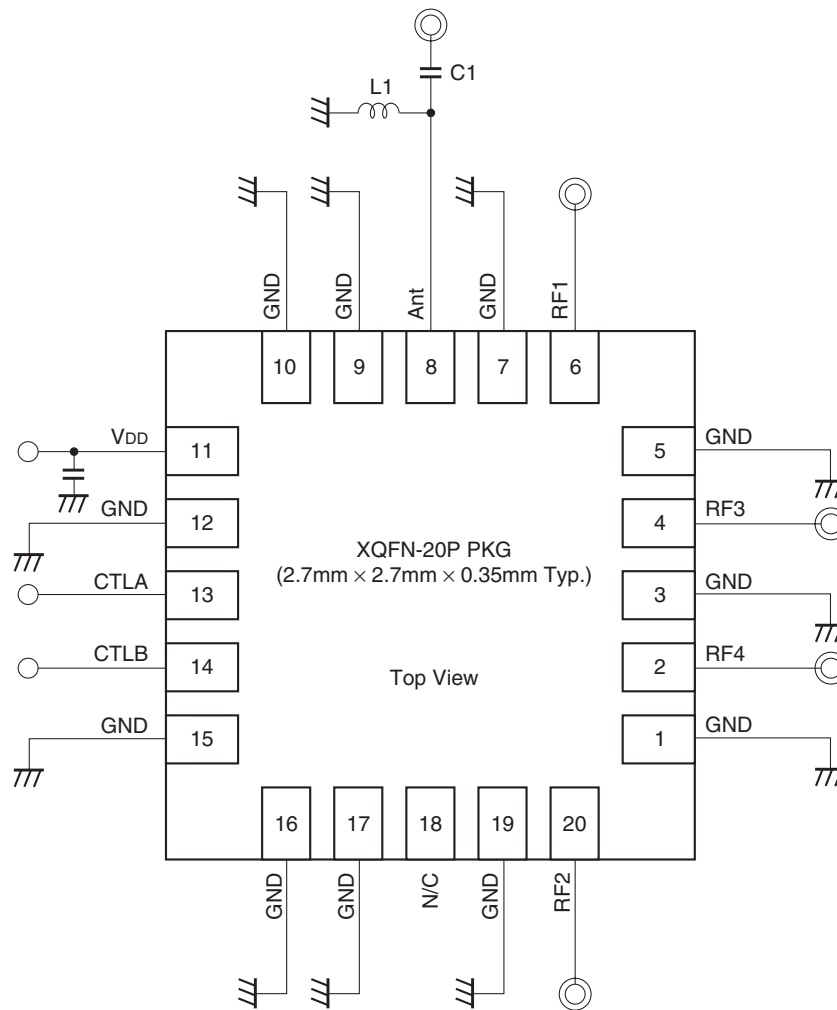 C1
L1
GND
GND
Ant
GND
RF1
10
9
8
7
6
VDD
11
5
GND
GND
12
4
RF3
XQFN-20P PKG
(2.7mm × 2.7mm × 0.35mm Typ.)
CTLA
13
3
GND
CTLB
14
2
RF4
Top View
GND
15
1
GND
16
17
18
19
20
GND
GND
N/C
GND
RF2